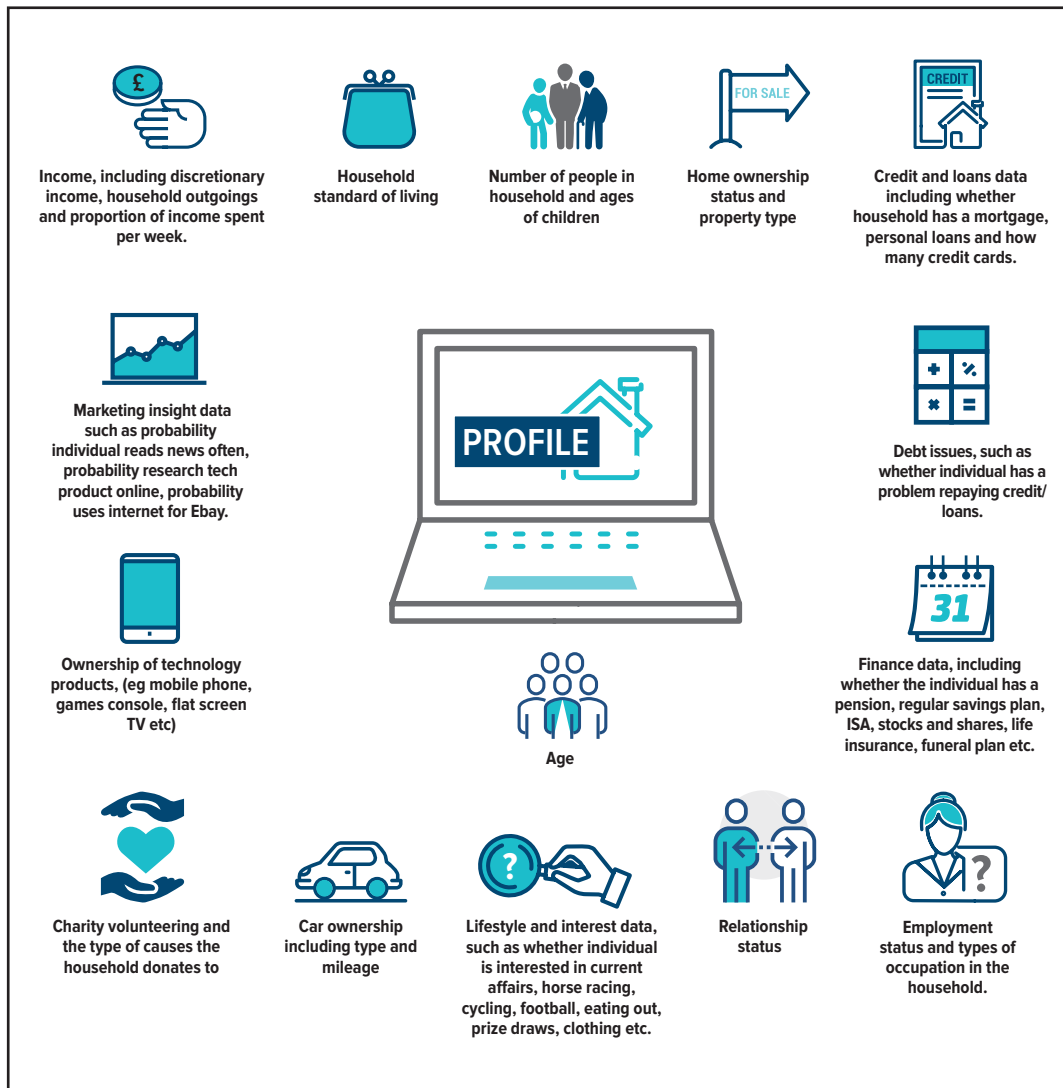 £
Income, including discretionary
income, household outgoings
and proportion of income spent
per week.
Household
standard of living
Number of people in
household and ages
of children
FOR SALE
Home ownership
status and
property type
CREDIT
Credit and loans data
including whether
household has a mortgage,
personal loans and how
many credit cards.
Marketing insight data
such as probability
individual reads news often,
probability research tech
product online, probability
uses internet for Ebay.
PROFILE
+ %
× =
Debt issues, such as
whether individual has a
problem repaying credit/
loans.
Ownership of technology
products, (eg mobile phone,
games console, flat screen
TV etc)
Age
31
Finance data, including
whether the individual has a
pension, regular savings plan,
ISA, stocks and shares, life
insurance, funeral plan etc.
Charity volunteering and
the type of causes the
household donates to
Car ownership
including type and
mileage
?
Lifestyle and interest data,
such as whether individual
is interested in current
affairs, horse racing,
cycling, football, eating out,
prize draws, clothing etc.
Relationship
status
?
Employment
status and types of
occupation in the
household.